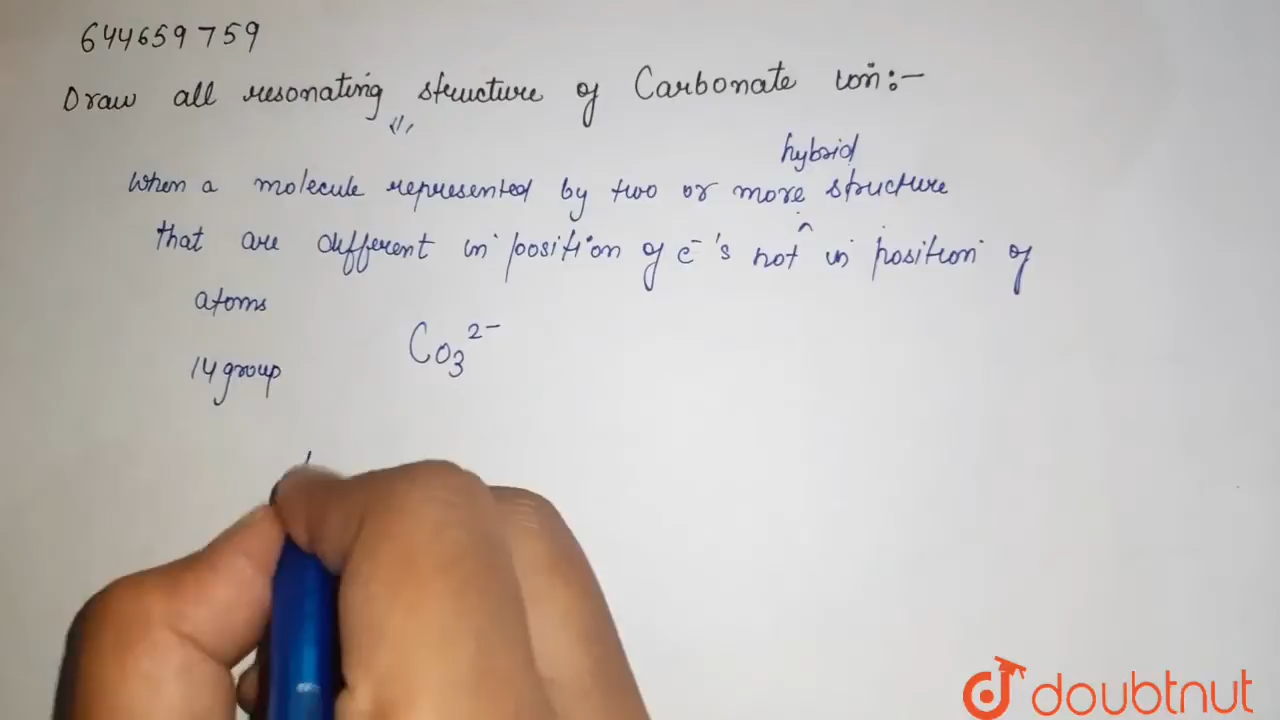 644659759
Draw all resonating structure of Carbonate ion:-
hybrid
When a molecule represented by two or more structure
that are different in position of e⁻'s not in position of
atoms
CO₃²⁻
14 group
doubtnut